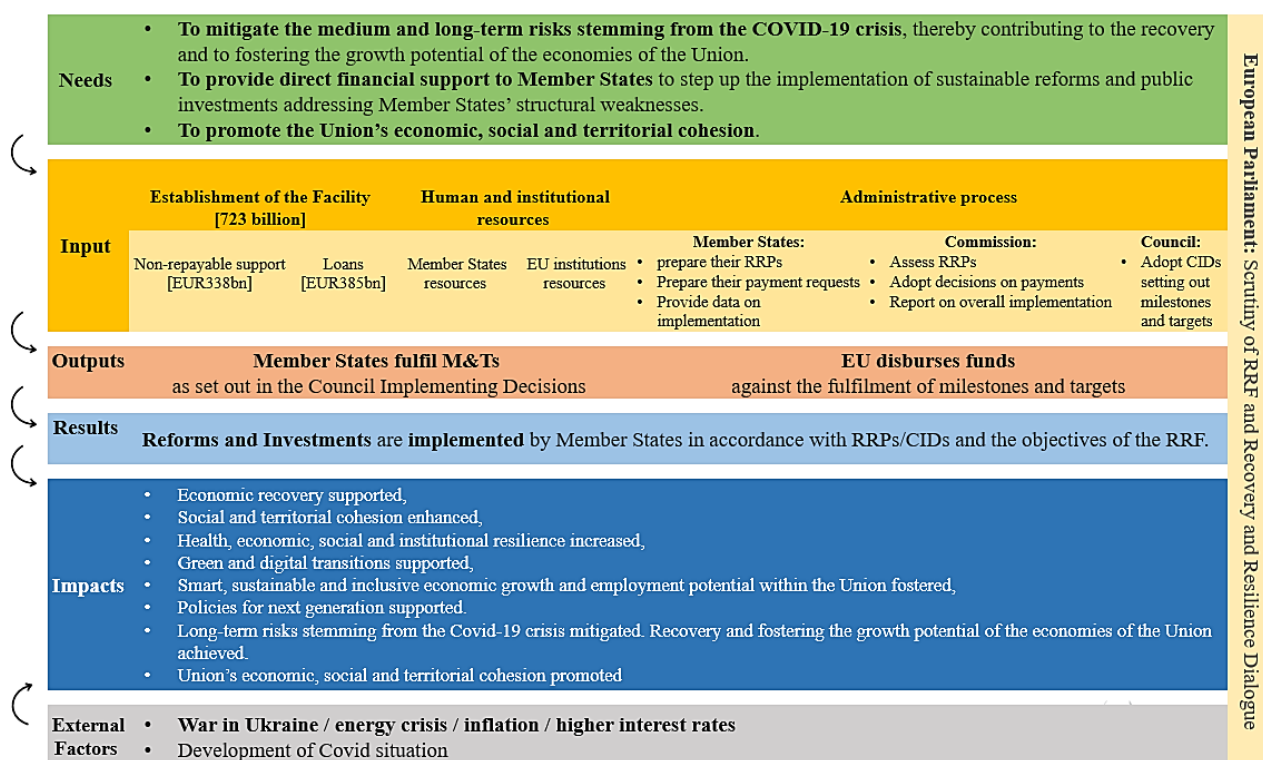 Needs
• To mitigate the medium and long-term risks stemming from the COVID-19 crisis, thereby contributing to the recovery
and to fostering the growth potential of the economies of the Union.
• To provide direct financial support to Member States to step up the implementation of sustainable reforms and public
investments addressing Member States’ structural weaknesses.
• To promote the Union’s economic, social and territorial cohesion.
Input
Establishment of the Facility
[723 billion]
Human and institutional
resources
Administrative process
Non-repayable support
[EUR338bn]
Loans
[EUR385bn]
Member States
resources
EU institutions
resources
Member States:
• prepare their RRPs
• Prepare their payment requests
• Provide data on
implementation
Commission:
• Assess RRPs
• Adopt decisions on payments
• Report on overall implementation
Council:
• Adopt CIDs
setting out
milestones
and targets
Outputs
Member States fulfil M&Ts
as set out in the Council Implementing Decisions
EU disburses funds
against the fulfilment of milestones and targets
Results
Reforms and Investments are implemented by Member States in accordance with RRPs/CIDs and the objectives of the RRF.
Impacts
• Economic recovery supported,
• Social and territorial cohesion enhanced,
• Health, economic, social and institutional resilience increased,
• Green and digital transitions supported,
• Smart, sustainable and inclusive economic growth and employment potential within the Union fostered,
• Policies for next generation supported.
• Long-term risks stemming from the Covid-19 crisis mitigated. Recovery and fostering the growth potential of the economies of the Union
achieved.
• Union’s economic, social and territorial cohesion promoted
External
Factors
• War in Ukraine / energy crisis / inflation / higher interest rates
• Development of Covid situation
European Parliament: Scrutiny of RRF and Recovery and Resilience Dialogue